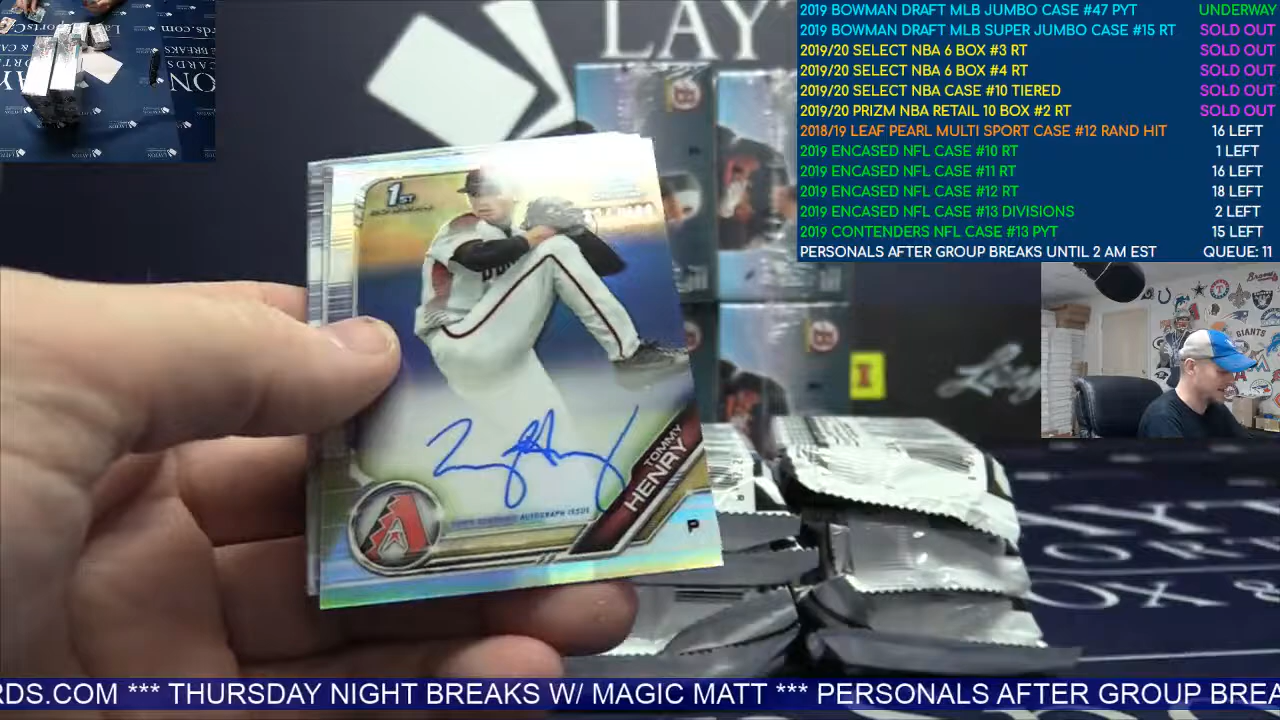 2019 BOWMAN DRAFT MLB JUMBO CASE #47 PYT UNDERWAY
2019 BOWMAN DRAFT MLB SUPER JUMBO CASE #15 RT SOLD OUT
2019/20 SELECT NBA 6 BOX #3 RT SOLD OUT
2019/20 SELECT NBA 6 BOX #4 RT SOLD OUT
2019/20 SELECT NBA CASE #10 TIERED SOLD OUT
2019/20 PRIZM NBA RETAIL 10 BOX #2 RT SOLD OUT
2018/19 LEAF PEARL MULTI SPORT CASE #12 RAND HIT 16 LEFT
2019 ENCASED NFL CASE #10 RT 1 LEFT
2019 ENCASED NFL CASE #11 RT 16 LEFT
2019 ENCASED NFL CASE #12 RT 18 LEFT
2019 ENCASED NFL CASE #13 DIVISIONS 2 LEFT
2019 CONTENDERS NFL CASE #13 PYT 15 LEFT
PERSONALS AFTER GROUP BREAKS UNTIL 2 AM EST QUEUE: 11
LAYT
1ST
TOMMY
HENRY
AUTOGRAPH ISSUE
P
GIANTS
OX &
RDS.COM *** THURSDAY NIGHT BREAKS W/ MAGIC MATT *** PERSONALS AFTER GROUP BREA